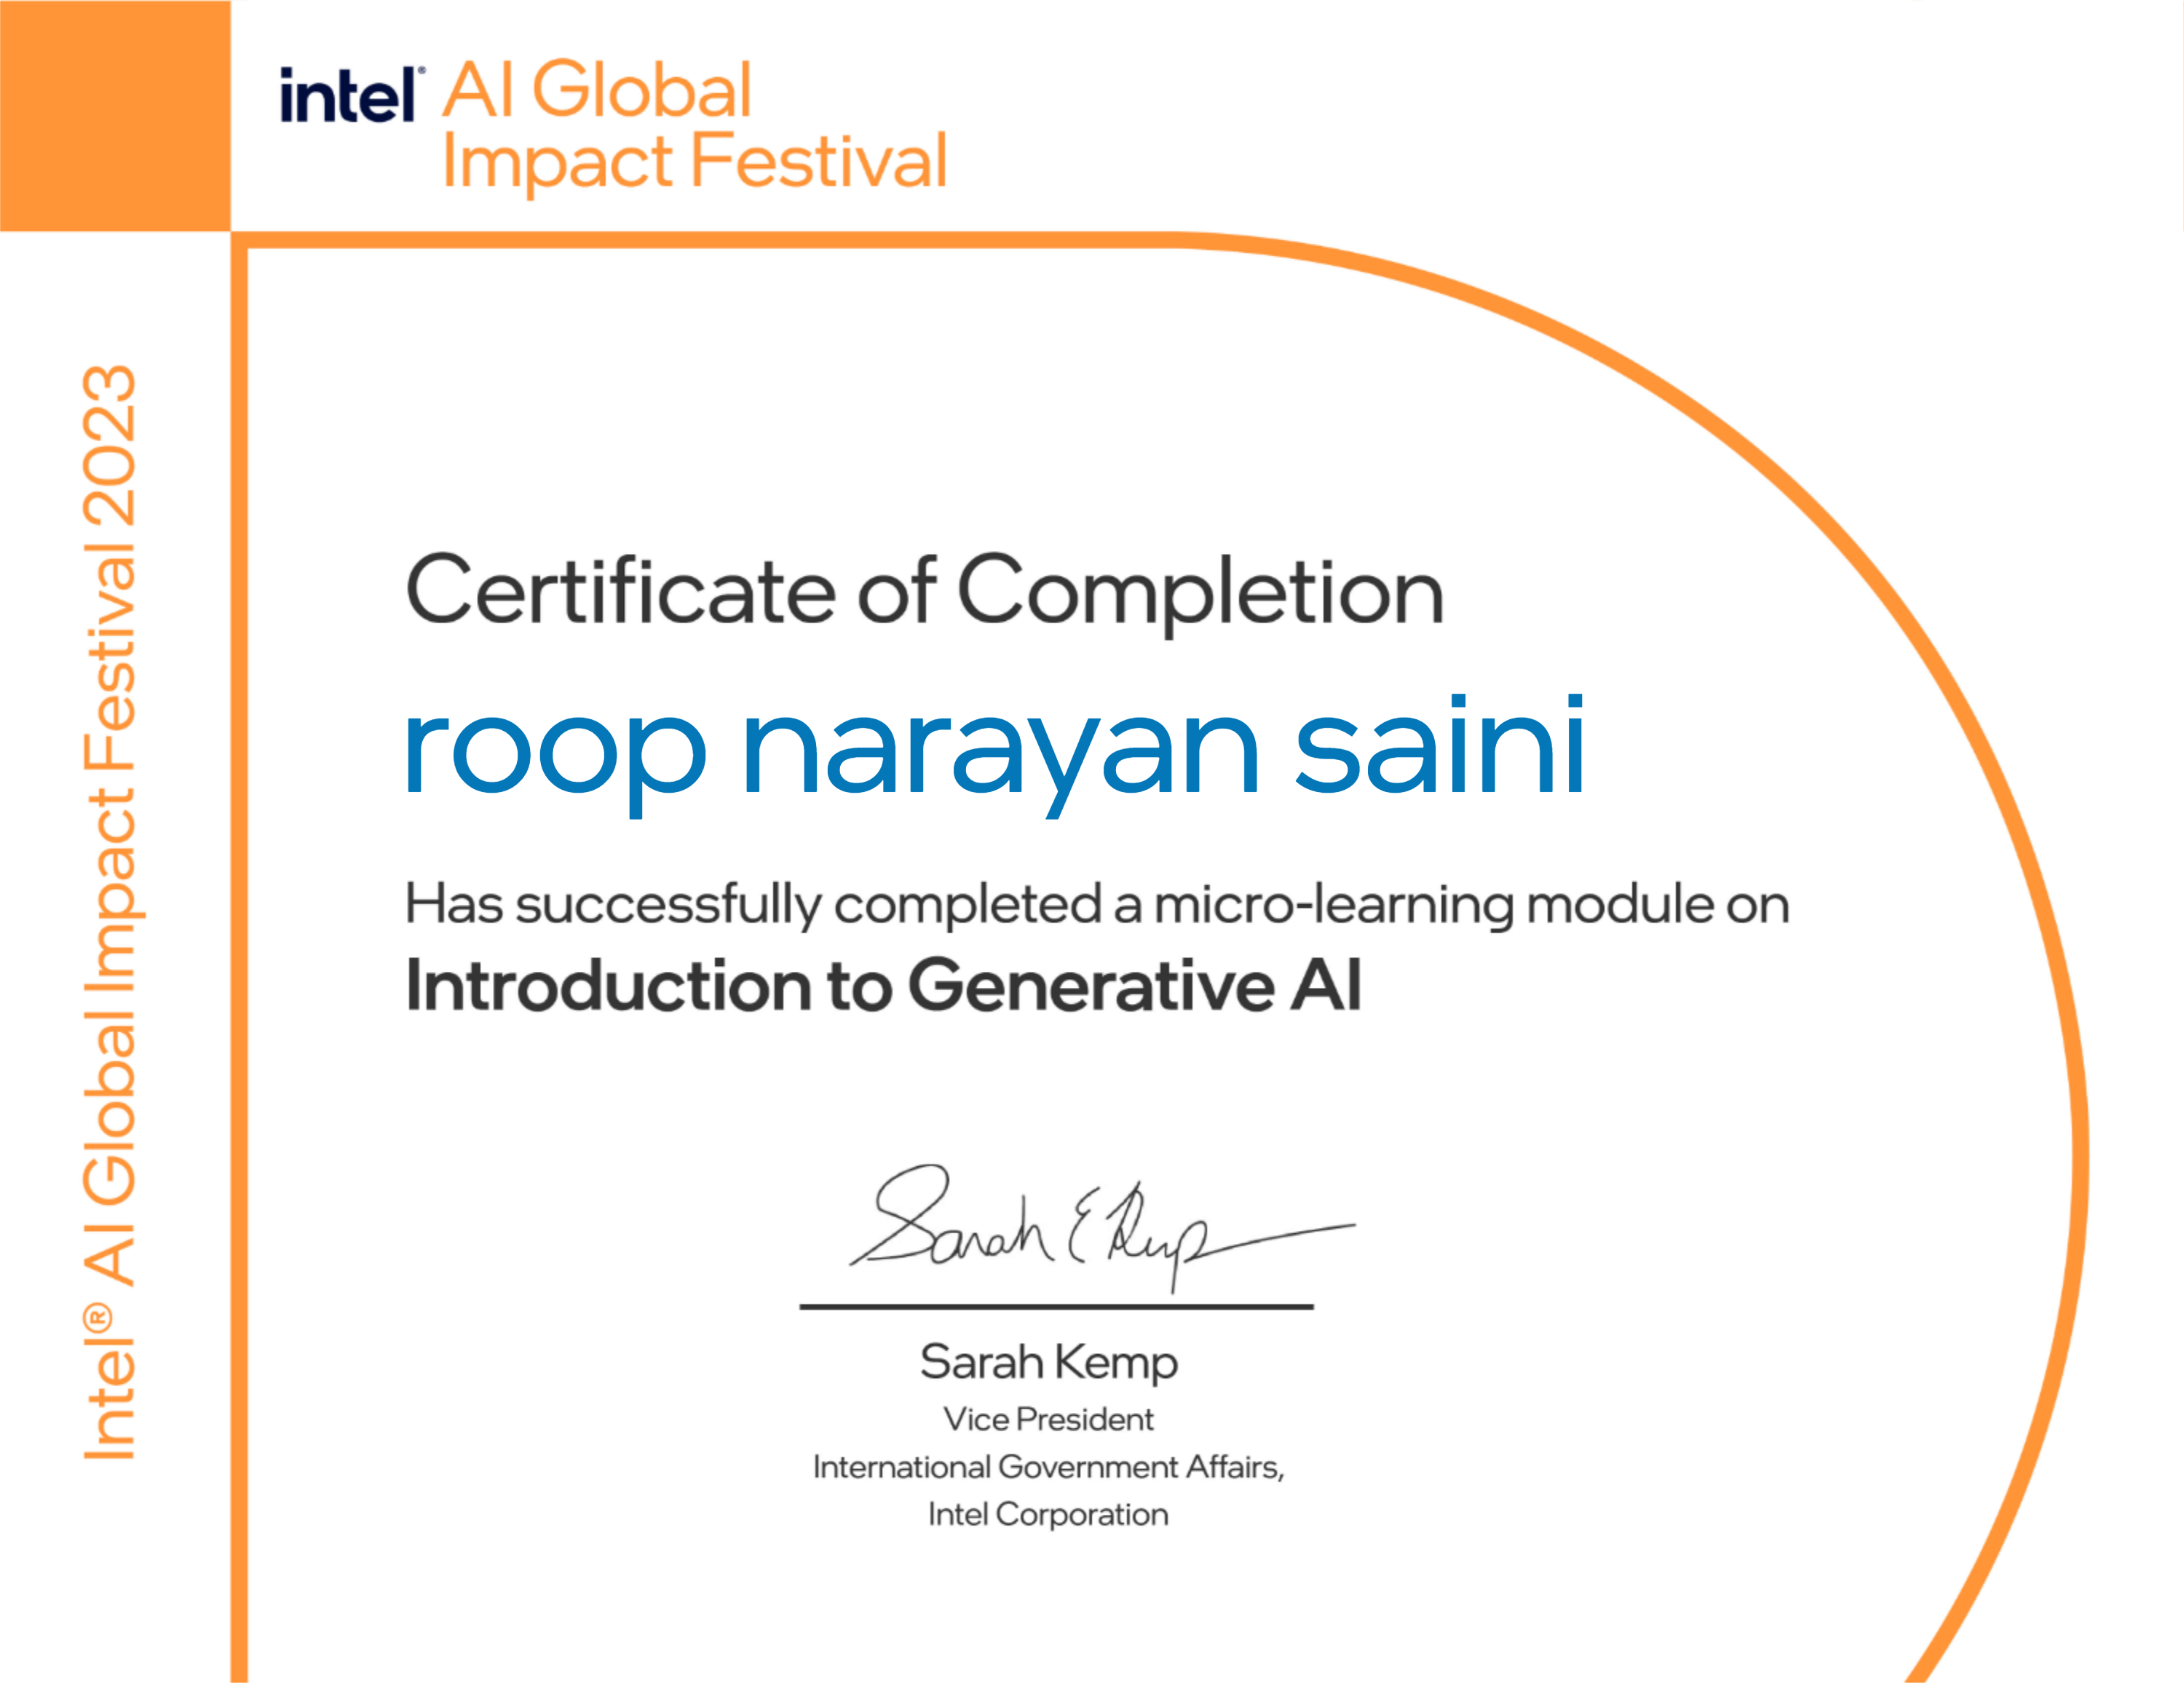 intel® AI Global
Impact Festival
Intel® AI Global Impact Festival 2023
Certificate of Completion
roop narayan saini
Has successfully completed a micro-learning module on
Introduction to Generative AI
Sarah E Kemp
Sarah Kemp
Vice President
International Government Affairs,
Intel Corporation